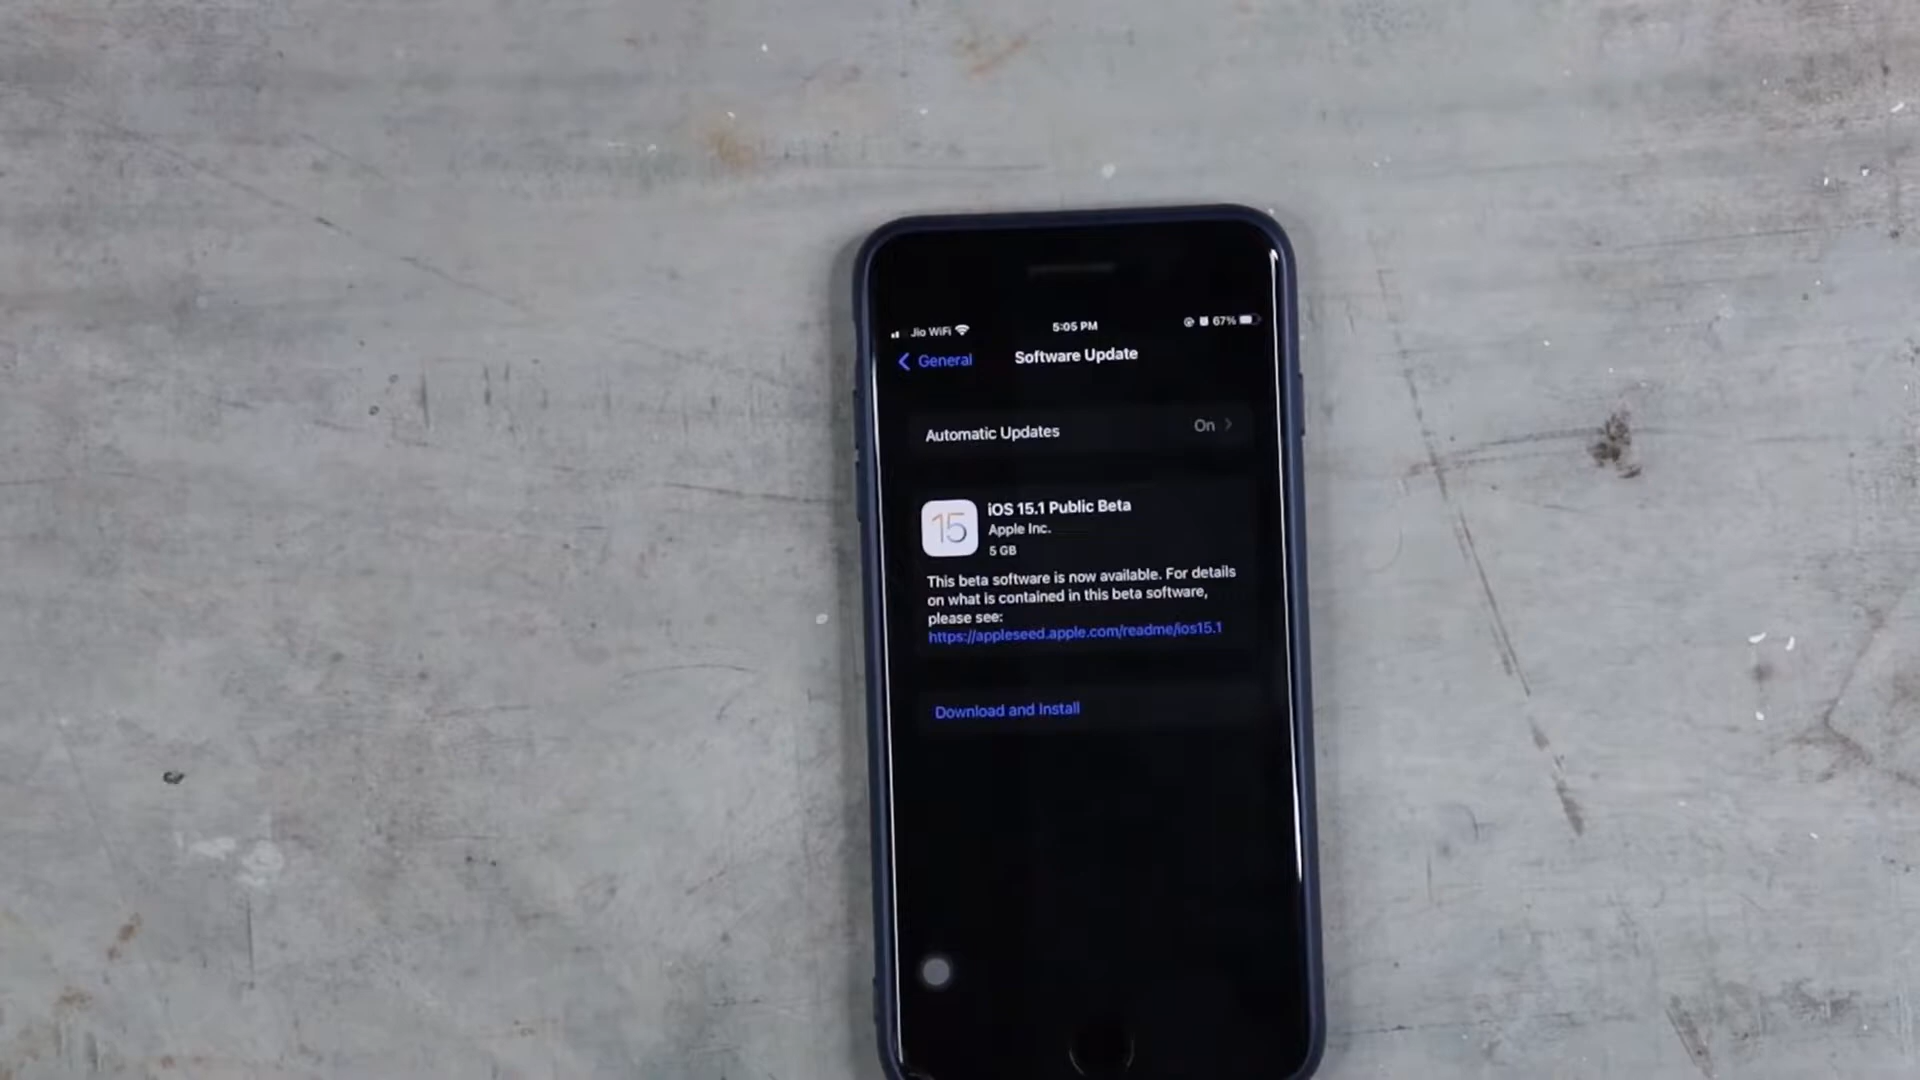 Jio WiFi 5:05 PM 67%
General Software Update
Automatic Updates On
15
iOS 15.1 Public Beta
Apple Inc.
5 GB
This beta software is now available. For details
on what is contained in this beta software,
please see:
https://appleseed.apple.com/readme/ios15.1
Download and Install